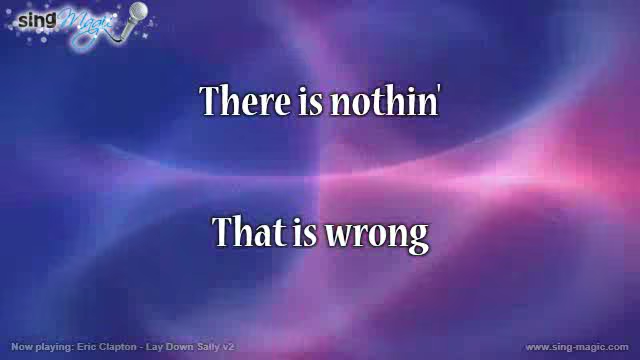 sing Magic
There is nothin'
That is wrong
Now playing: Eric Clapton - Lay Down Sally v2
www.sing-magic.com